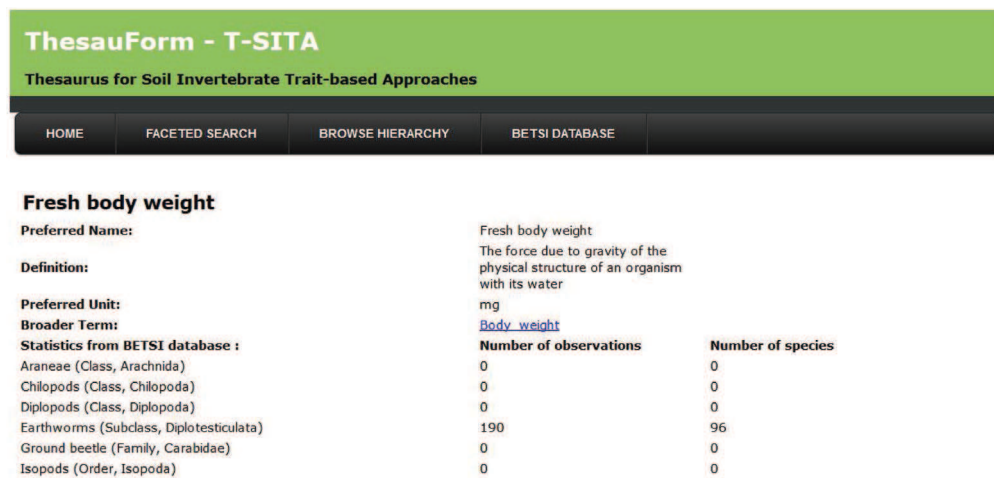 ThesauForm - T-SITA
Thesaurus for Soil Invertebrate Trait-based Approaches
HOME FACETED SEARCH BROWSE HIERARCHY BETSI DATABASE
Fresh body weight
Preferred Name: Fresh body weight
Definition: The force due to gravity of the
physical structure of an organism
with its water
Preferred Unit: mg
Broader Term: Body weight
Statistics from BETSI database : Number of observations Number of species
Araneae (Class, Arachnida) 0 0
Chilopods (Class, Chilopoda) 0 0
Diplopods (Class, Diplopoda) 0 0
Earthworms (Subclass, Diplotesticulata) 190 96
Ground beetle (Family, Carabidae) 0 0
Isopods (Order, Isopoda) 0 0